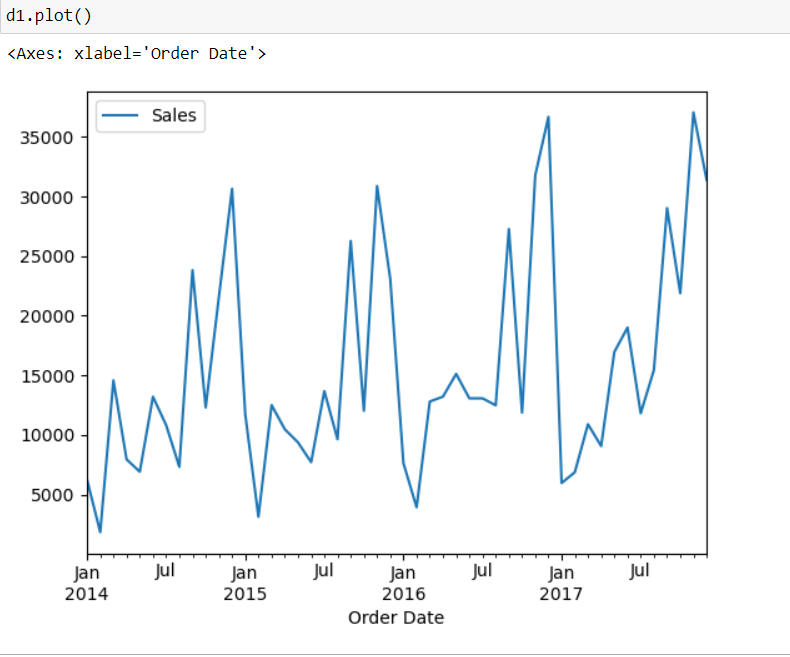 d1.plot()
<Axes: xlabel='Order Date'>
Sales
35000
30000
25000
20000
15000
10000
5000
Jan Jul Jan Jul Jan Jul Jan Jul
2014 2015 2016 2017
Order Date